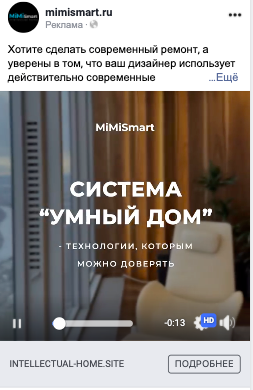 mimismart.ru
Реклама ·
Хотите сделать современный ремонт, а
уверены в том, что ваш дизайнер использует
действительно современные ...Ещё
MiMiSmart
СИСТЕМА
“УМНЫЙ ДОМ”
- ТЕХНОЛОГИИ, КОТОРЫМ
МОЖНО ДОВЕРЯТЬ
-0:13 HD
INTELLECTUAL-HOME.SITE ПОДРОБНЕЕ